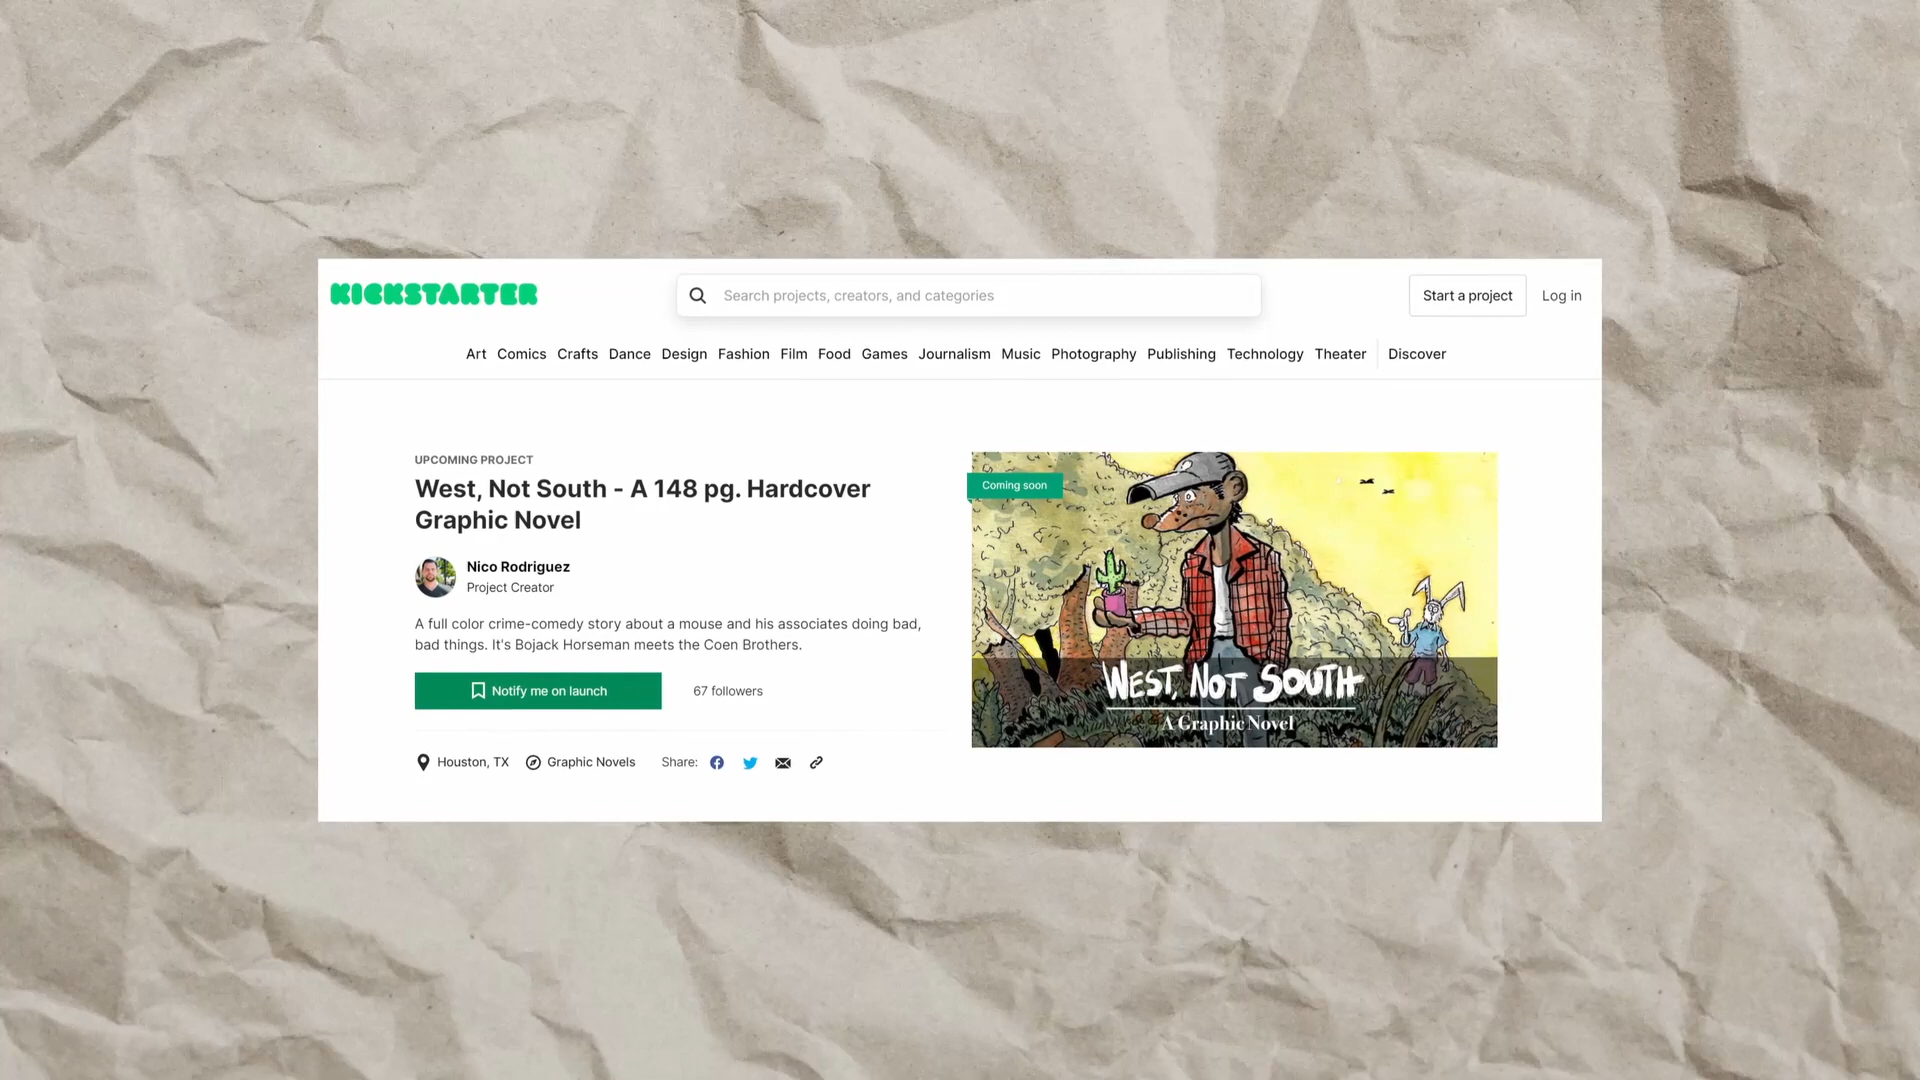 KICKSTARTER
Search projects, creators, and categories
Start a project
Log in
Art Comics Crafts Dance Design Fashion Film Food Games Journalism Music Photography Publishing Technology Theater Discover
UPCOMING PROJECT
West, Not South - A 148 pg. Hardcover
Graphic Novel
Nico Rodriguez
Project Creator
A full color crime-comedy story about a mouse and his associates doing bad,
bad things. It's Bojack Horseman meets the Coen Brothers.
Notify me on launch
67 followers
Houston, TX
Graphic Novels
Share:
Coming soon
WEST, NOT SOUTH
A Graphic Novel